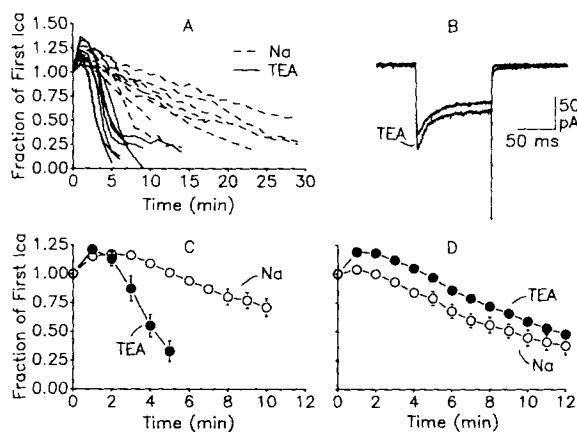 A
B
Fraction of First Ica
1.50
1.25
1.00
0.75
0.50
0.25
0.00
Na
TEA
0 5 10 15 20 25 30
Time (min)
TEA
50
pA
50 ms
C
D
Fraction of First Ica
1.25
1.00
0.75
0.50
0.25
0.00
Na
TEA
TEA
Na
0 2 4 6 8 10 12
0 2 4 6 8 10 12
Time (min)
Time (min)